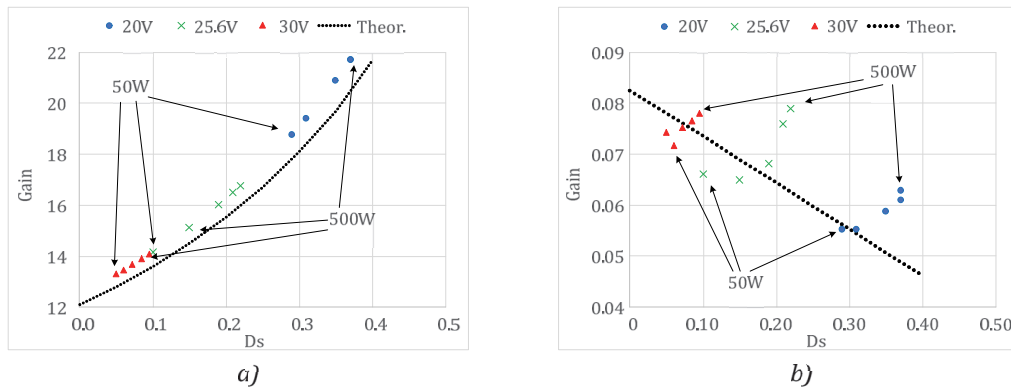 20V 25.6V 30V Theor.
22
20
18
16
14
12
Gain
50W
500W
0.0 0.1 0.2 0.3 0.4 0.5
Ds
a)
20V 25.6V 30V Theor.
0.09
0.08
0.07
0.06
0.05
0.04
Gain
500W
50W
0 0.10 0.20 0.30 0.40 0.50
Ds
b)